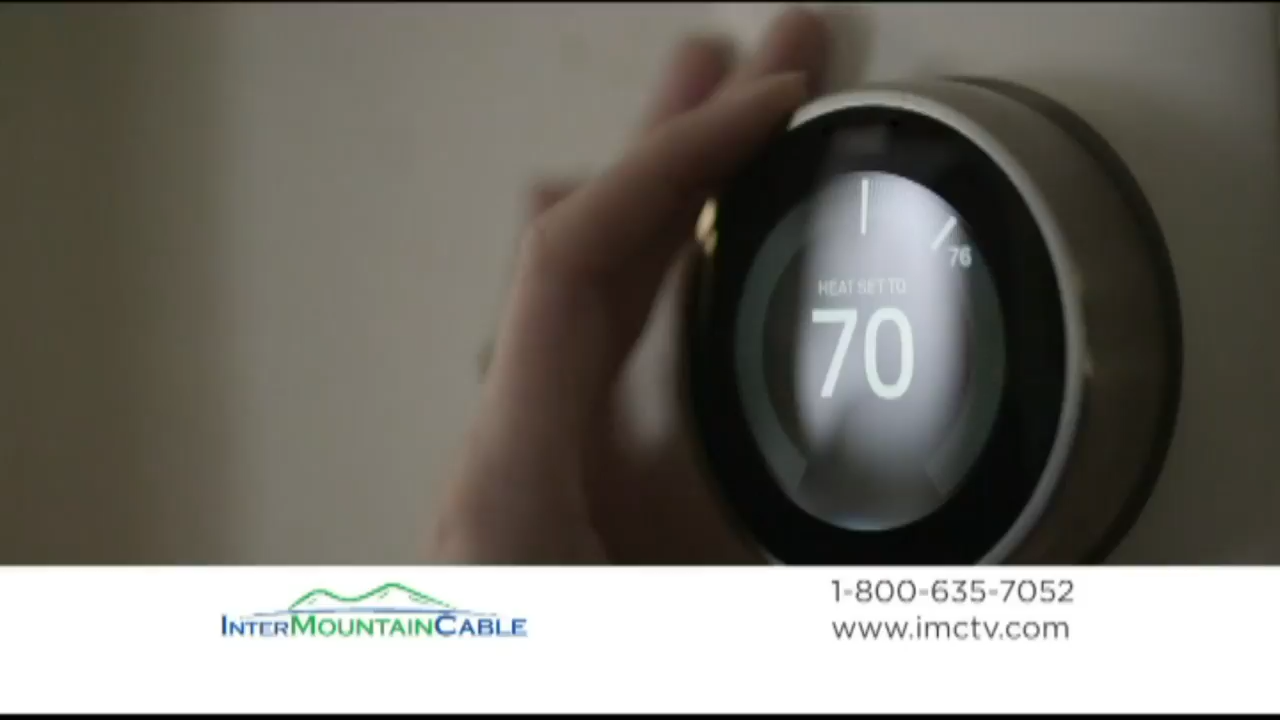 76
HEAT SET TO
70
INTERMOUNTAINCABLE
1-800-635-7052
www.imctv.com